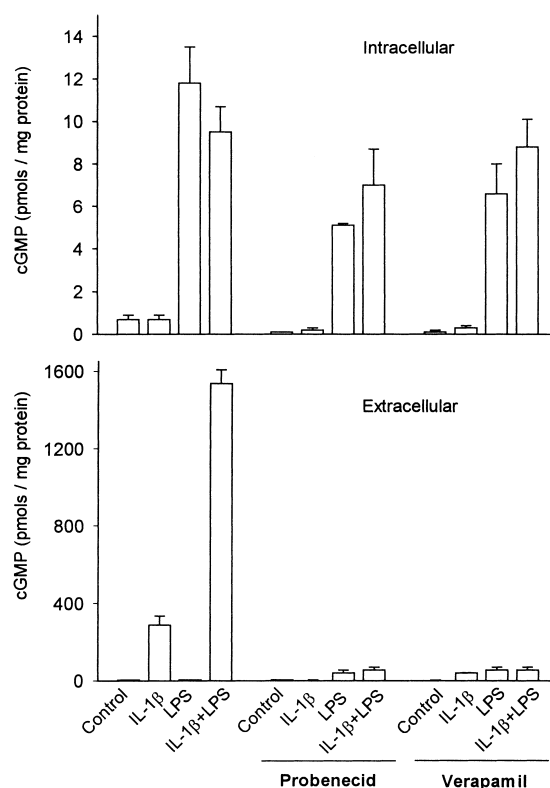 14
12
10
8
6
4
2
0
cGMP (pmols / mg protein)
Intracellular
1600
1200
800
400
0
cGMP (pmols / mg protein)
Extracellular
Control
IL-1β
LPS
IL-1β+LPS
Control
IL-1β
LPS
IL-1β+LPS
Control
IL-1β
LPS
IL-1β+LPS
Probenecid
Verapamil